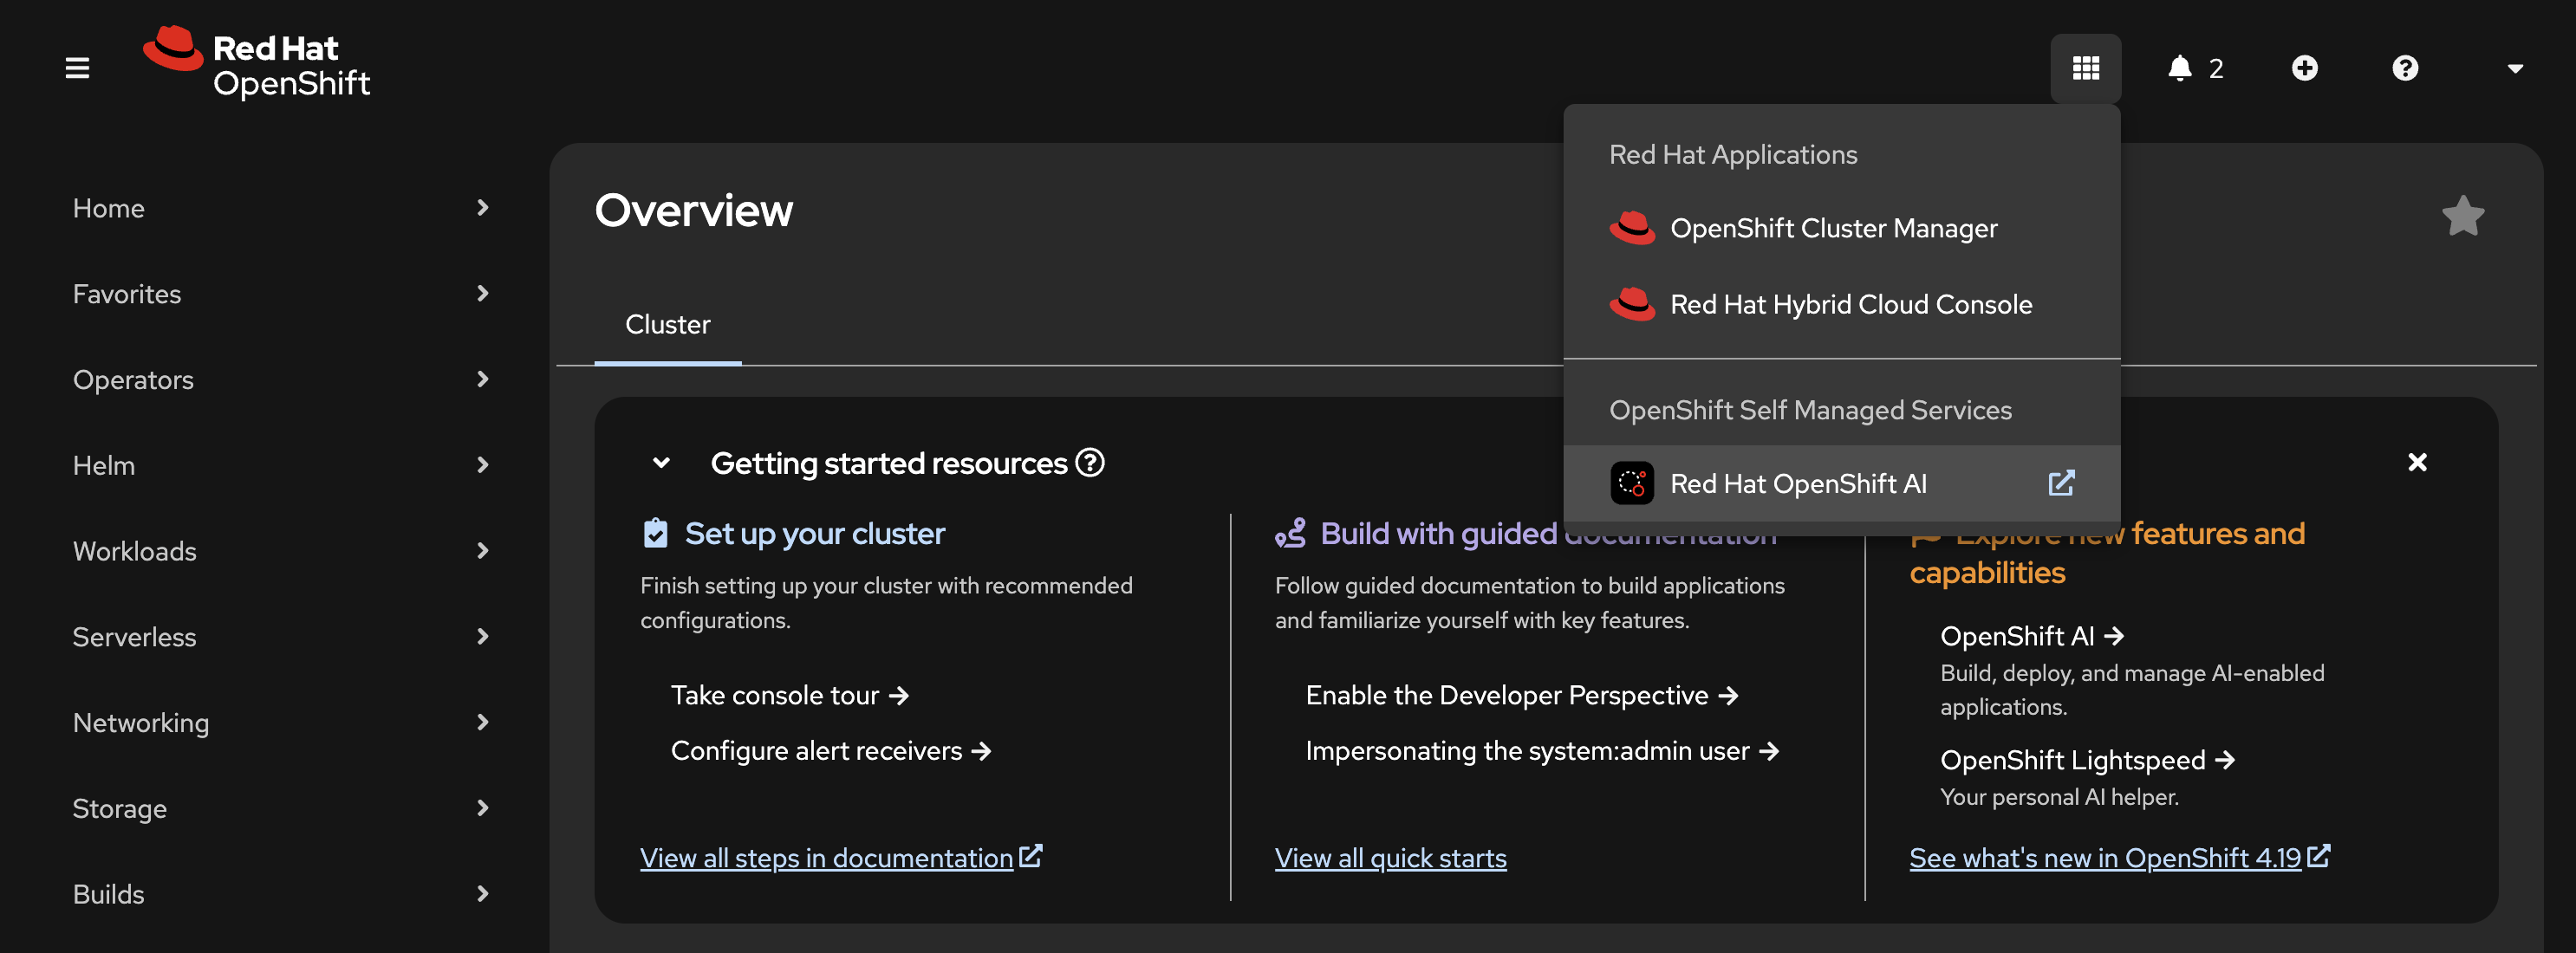 Red Hat
OpenShift
2
Home
Favorites
Operators
Helm
Workloads
Serverless
Networking
Storage
Builds
Overview
Cluster
Red Hat Applications
OpenShift Cluster Manager
Red Hat Hybrid Cloud Console
OpenShift Self Managed Services
Red Hat OpenShift AI
Getting started resources
Set up your cluster
Finish setting up your cluster with recommended
configurations.
Take console tour
Configure alert receivers
View all steps in documentation
Build with guided documentation
Follow guided documentation to build applications
and familiarize yourself with key features.
Enable the Developer Perspective
Impersonating the system:admin user
View all quick starts
Explore new features and
capabilities
OpenShift AI
Build, deploy, and manage AI-enabled
applications.
OpenShift Lightspeed
Your personal AI helper.
See what's new in OpenShift 4.19